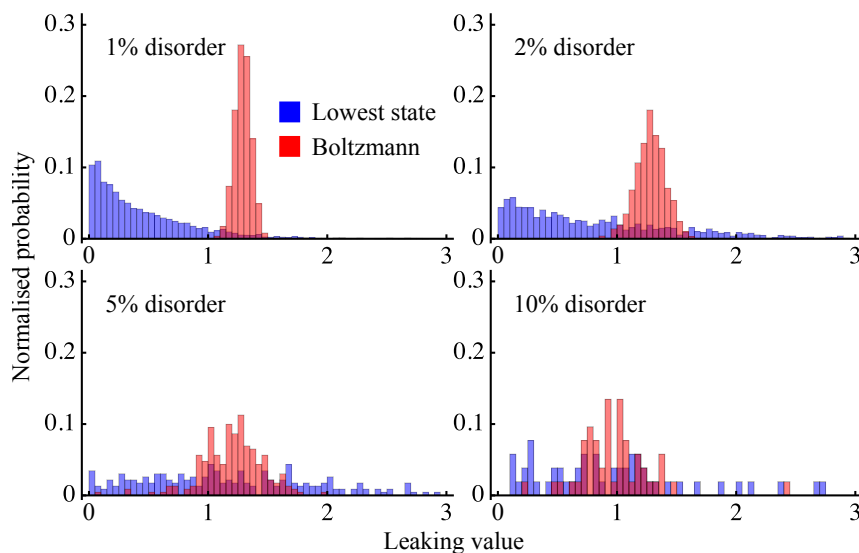 1% disorder
0.3
0.2
0.1
0
0 1 2 3
Lowest state
Boltzmann
2% disorder
0.3
0.2
0.1
0
0 1 2 3
5% disorder
0.3
0.2
0.1
0
0 1 2 3
10% disorder
0.3
0.2
0.1
0
0 1 2 3
Normalised probability
Leaking value